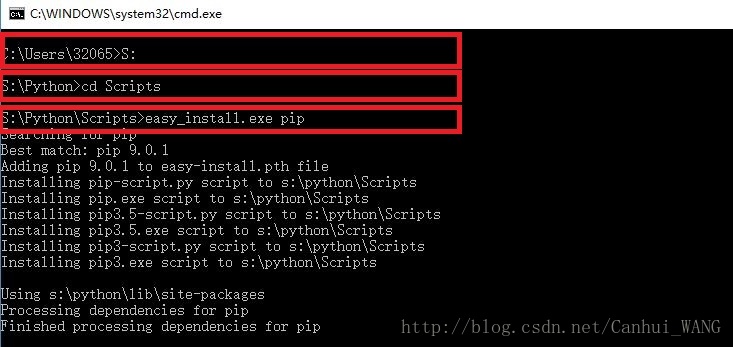 C:\WINDOWS\system32\cmd.exe
C:\Users\32065>S:
S:\Python>cd Scripts
S:\Python\Scripts>easy_install.exe pip
Searching for pip
Best match: pip 9.0.1
Adding pip 9.0.1 to easy-install.pth file
Installing pip-script.py script to s:\python\Scripts
Installing pip.exe script to s:\python\Scripts
Installing pip3.5-script.py script to s:\python\Scripts
Installing pip3.5.exe script to s:\python\Scripts
Installing pip3-script.py script to s:\python\Scripts
Installing pip3.exe script to s:\python\Scripts
Using s:\python\lib\site-packages
Processing dependencies for pip
Finished processing dependencies for pip
http://blog.csdn.net/Canhui_WANG